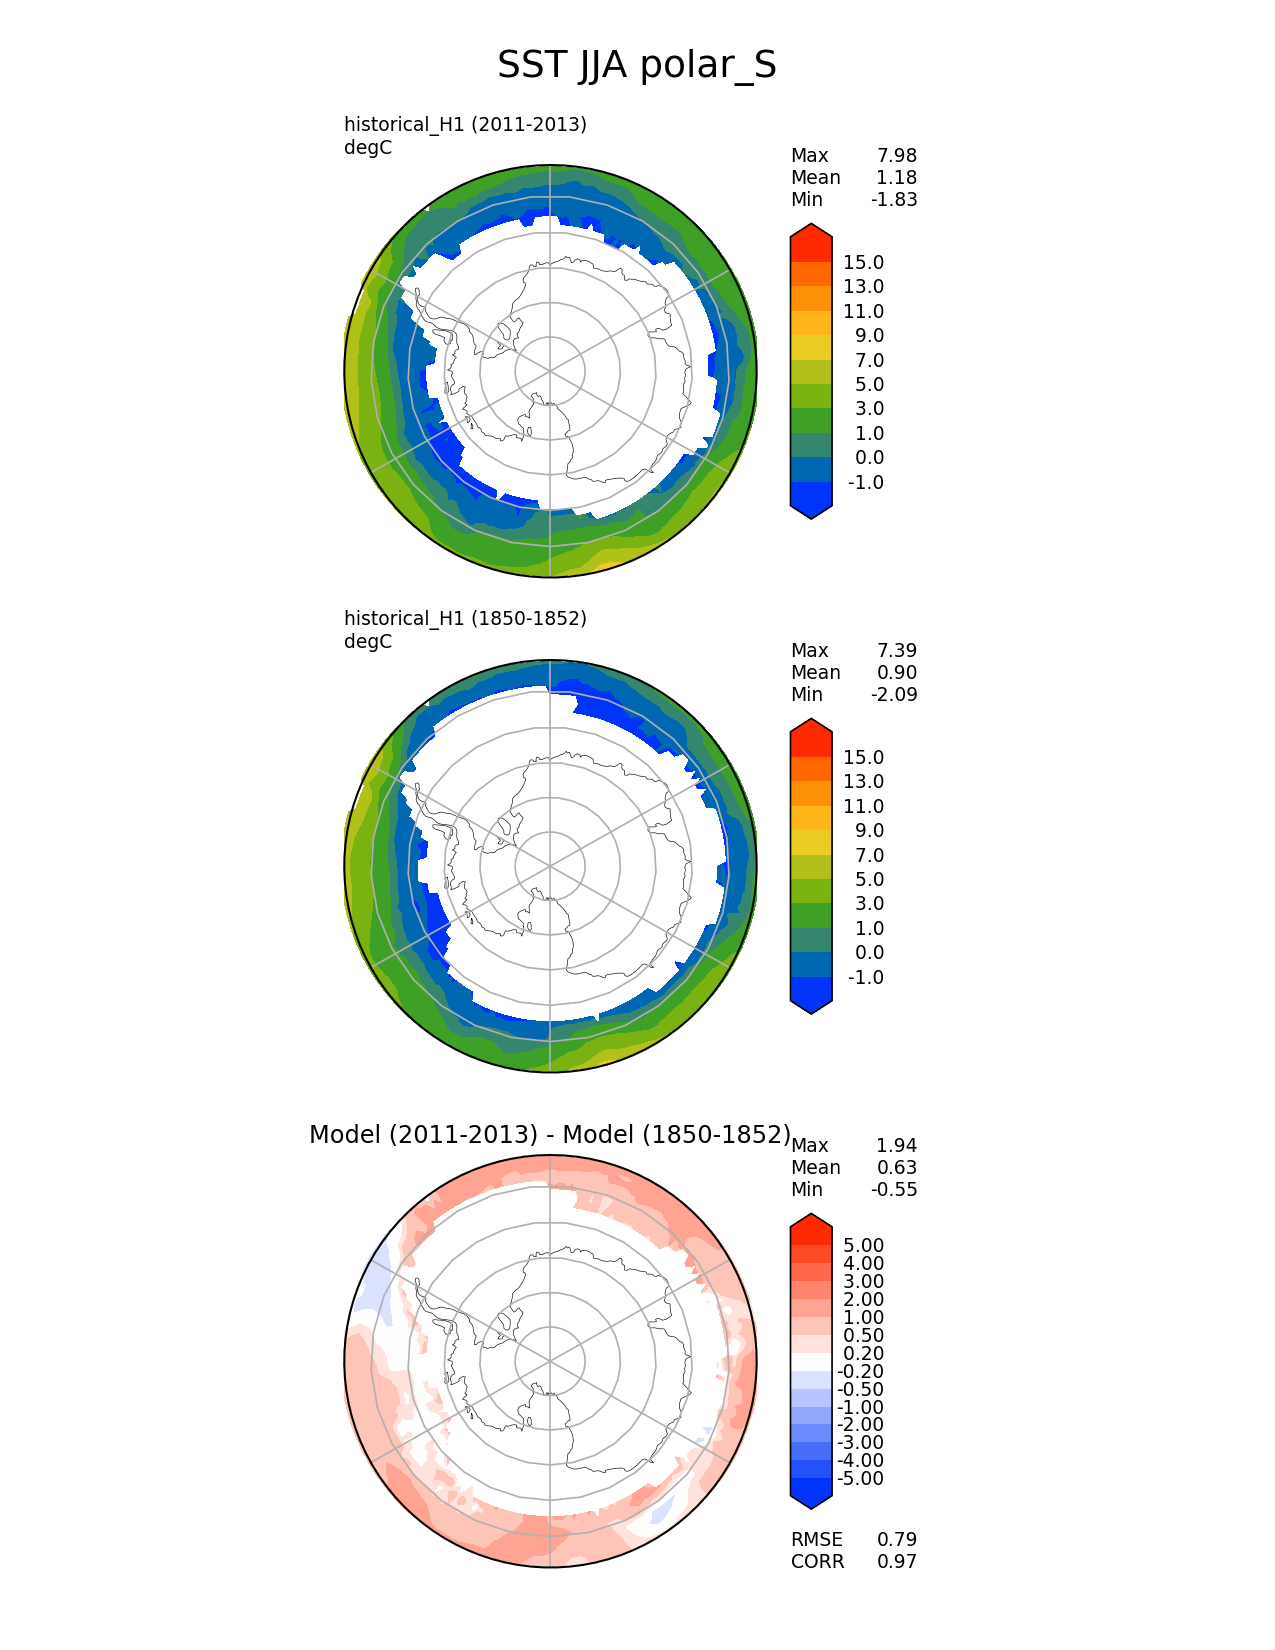 SST JJA polar_S
historical_H1 (2011-2013)
degC
Max 7.98
Mean 1.18
Min -1.83
15.0
13.0
11.0
9.0
7.0
5.0
3.0
1.0
0.0
-1.0
historical_H1 (1850-1852)
degC
Max 7.39
Mean 0.90
Min -2.09
15.0
13.0
11.0
9.0
7.0
5.0
3.0
1.0
0.0
-1.0
Model (2011-2013) - Model (1850-1852)
Max 1.94
Mean 0.63
Min -0.55
5.00
4.00
3.00
2.00
1.00
0.50
0.20
-0.20
-0.50
-1.00
-2.00
-3.00
-4.00
-5.00
RMSE 0.79
CORR 0.97